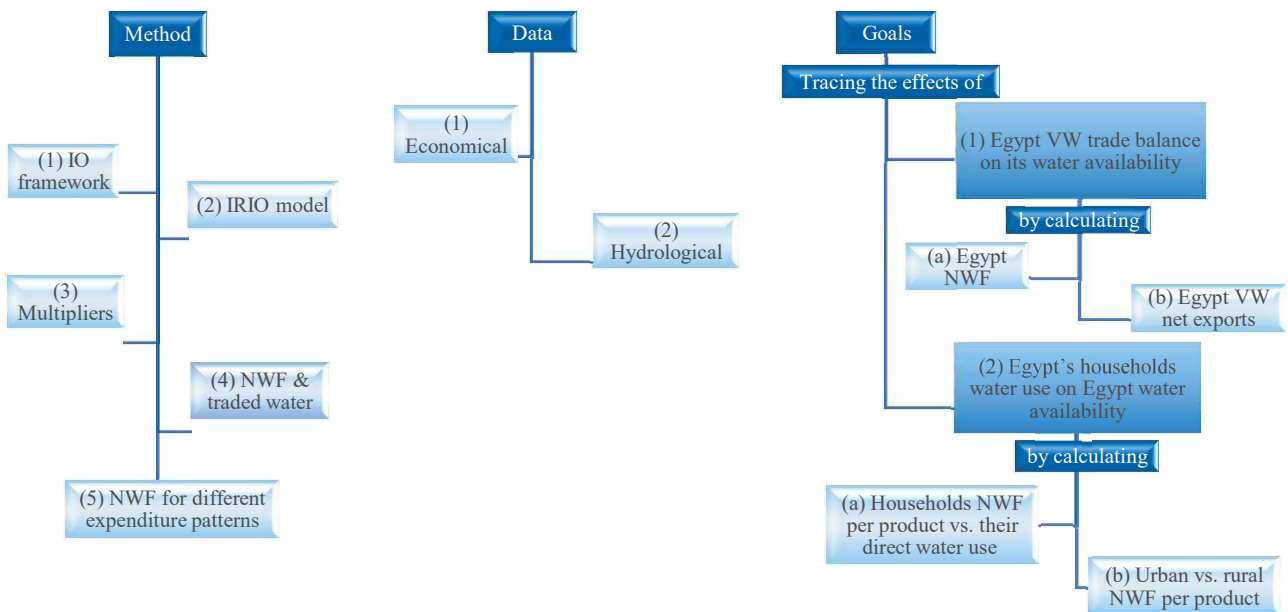 Method
(1) IO
framework
(2) IRIO model
(3)
Multipliers
(4) NWF &
traded water
(5) NWF for different
expenditure patterns
Data
(1)
Economical
(2)
Hydrological
Goals
Tracing the effects of
(1) Egypt VW trade balance
on its water availability
by calculating
(a) Egypt
NWF
(b) Egypt VW
net exports
(2) Egypt’s households
water use on Egypt water
availability
by calculating
(a) Households NWF
per product vs. their
direct water use
(b) Urban vs. rural
NWF per product